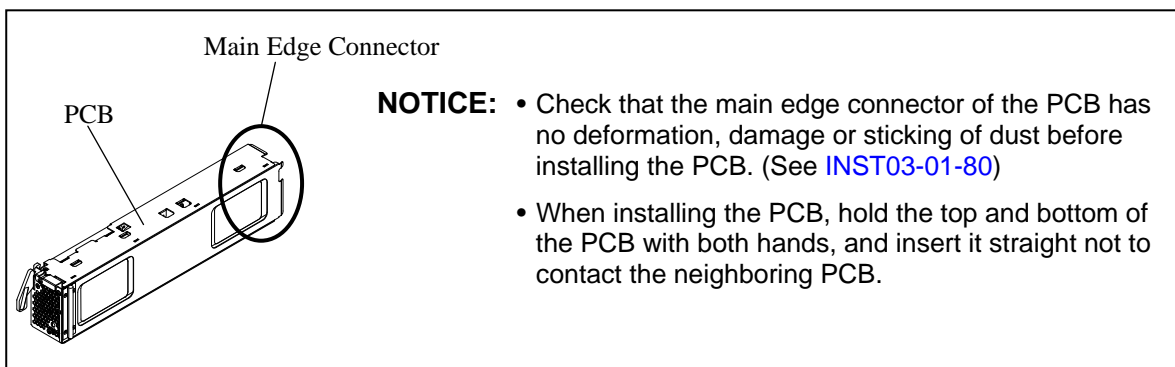 Main Edge Connector
PCB
NOTICE: • Check that the main edge connector of the PCB has
no deformation, damage or sticking of dust before
installing the PCB. (See INST03-01-80)
• When installing the PCB, hold the top and bottom of
the PCB with both hands, and insert it straight not to
contact the neighboring PCB.